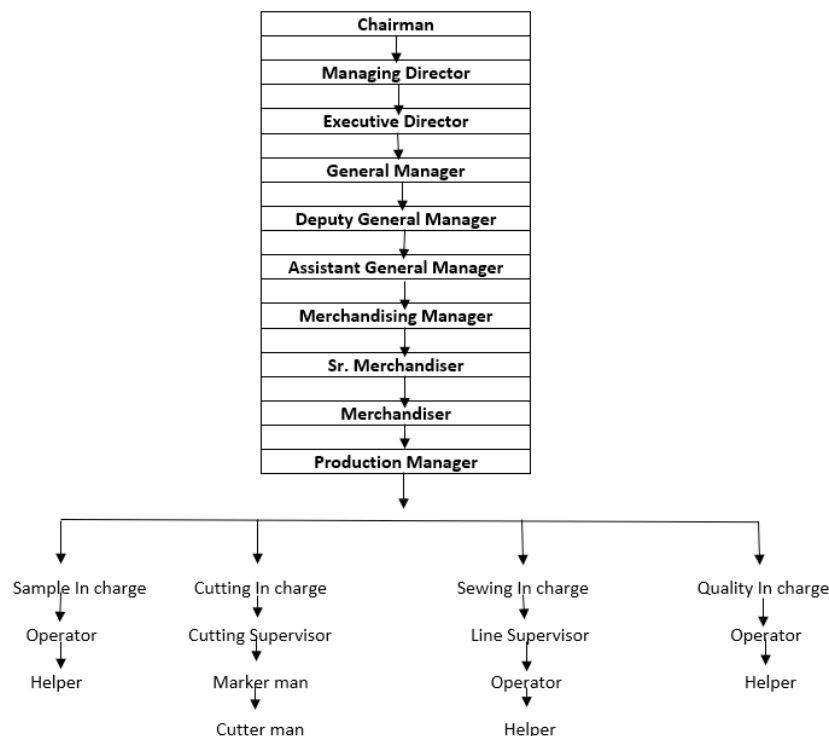 Chairman
Managing Director
Executive Director
General Manager
Deputy General Manager
Assistant General Manager
Merchandising Manager
Sr. Merchandiser
Merchandiser
Production Manager
Sample In charge Cutting In charge Sewing In charge Quality In charge
Operator Cutting Supervisor Line Supervisor Operator
Helper Marker man Operator Helper
Cutter man Helper